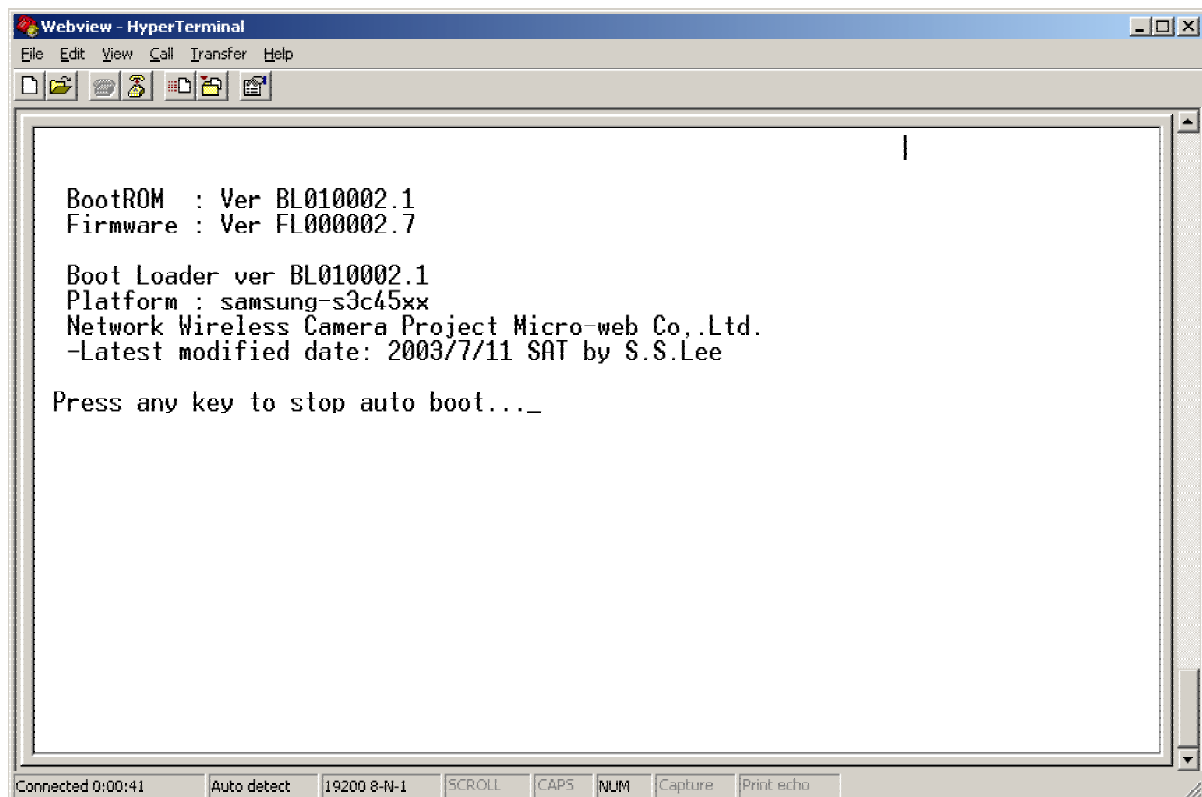 Webview - HyperTerminal
File Edit View Call Transfer Help
BootROM : Ver BL010002.1
Firmware : Ver FL000002.7
Boot Loader ver BL010002.1
Platform : samsung-s3c45xx
Network Wireless Camera Project Micro-web Co,.Ltd.
-Latest modified date: 2003/7/11 SAT by S.S.Lee
Press any key to stop auto boot..._
Connected 0:00:41 Auto detect 19200 8-N-1 SCROLL CAPS NUM Capture Print echo